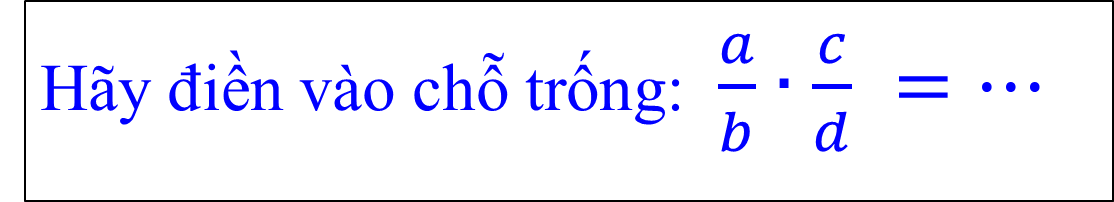 Hãy điền vào chỗ trống: a/b · c/d = ⋯